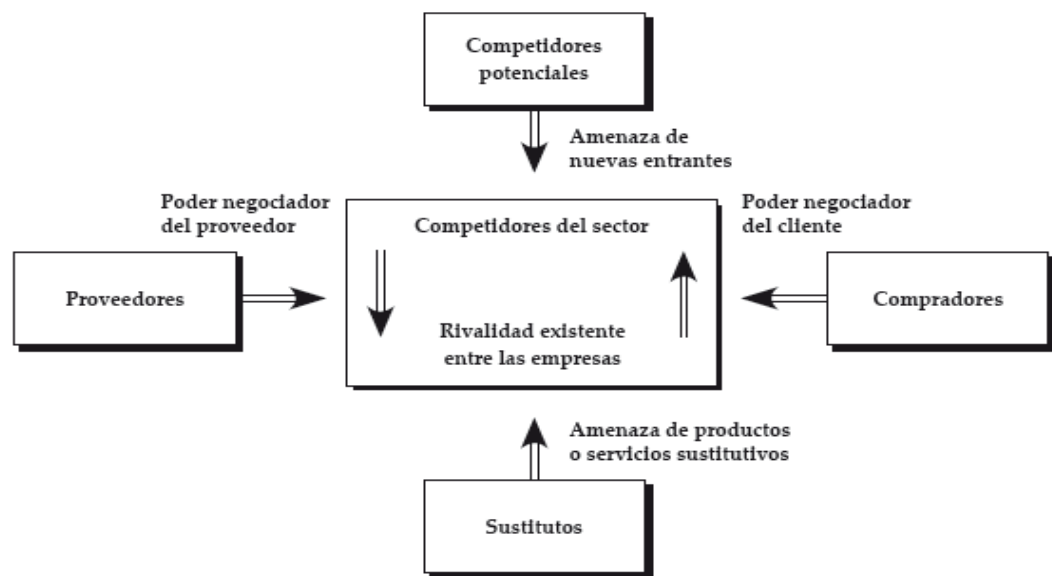 Competidores
potenciales
Amenaza de
nuevas entrantes
Poder negociador
del proveedor
Competidores del sector
Poder negociador
del cliente
Proveedores
Rivalidad existente
entre las empresas
Compradores
Amenaza de productos
o servicios sustitutivos
Sustitutos